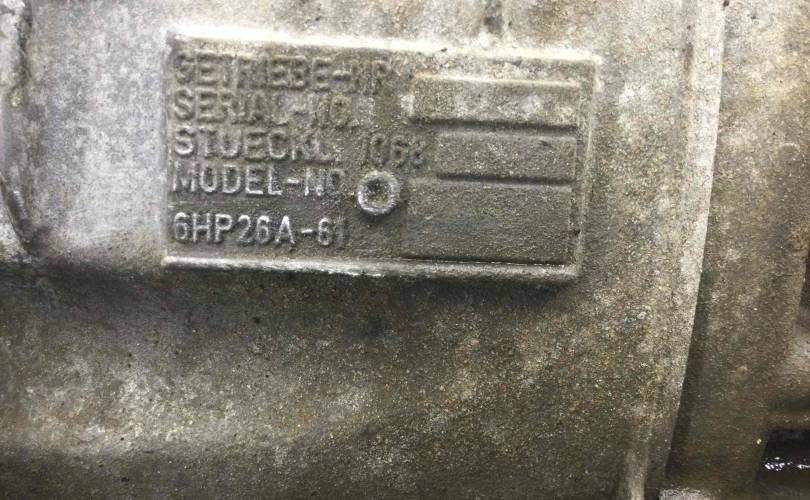 GETRIEBE-NR.
SERIAL-NO.
STUECKL. 1068
MODEL-NO.
6HP26A-61